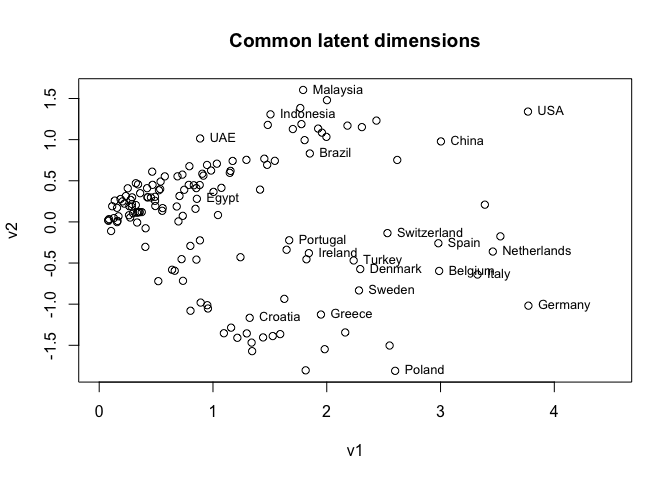 Common latent dimensions
v2
1.5
1.0
0.5
0.0
-0.5
-1.0
-1.5
Malaysia
USA
Indonesia
UAE
China
Brazil
Egypt
Switzerland
Portugal
Spain
Ireland
Netherlands
Turkey
Denmark
Belgium
Italy
Sweden
Germany
Croatia
Greece
Poland
0 1 2 3 4
v1